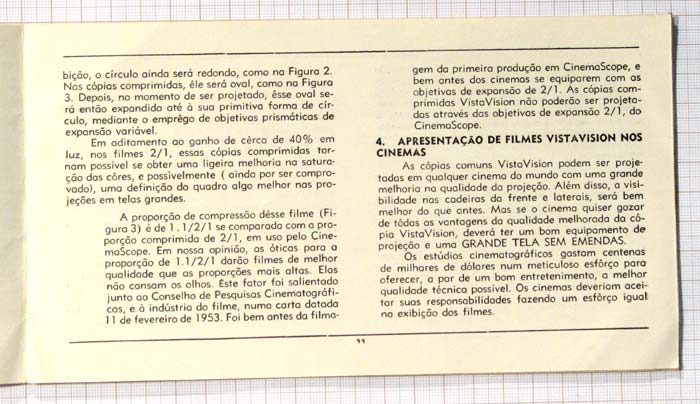 bição, o círculo ainda será redondo, como na Figura 2.
Nas cópias comprimidas, êle será oval, como na Figura
3. Depois, no momento de ser projetado, êsse oval se-
rá então expandido até à sua primitiva forma de cír-
culo, mediante o emprêgo de objetivas prismáticas de
expansão variável.
Em aditamento ao ganho de cêrca de 40% em
luz, nos filmes 2/1, essas cópias comprimidas tor-
nam possível se obter uma ligeira melhoria na satura-
ção das côres, e possìvelmente ( ainda por ser compro-
vado), uma definição do quadro algo melhor nas pro-
jeções em telas grandes.
A proporção de compressão dêsse filme (Fi-
gura 3) é de 1.1/2/1 se comparada com a pro-
porção comprimida de 2/1, em uso pelo Cine-
maScope. Em nossa opinião, as óticas para a
proporção de 1.1/2/1 darão filmes de melhor
qualidade que as proporções mais altas. Elas
não cansam os olhos. Êste fator foi salientado
junto ao Conselho de Pesquisas Cinematográfi-
cas, e à indústria do filme, numa carta datada
11 de fevereiro de 1953. Foi bem antes da filma-
gem da primeira produção em CinemaScope, e
bem antes dos cinemas se equiparem com as
objetivas de expansão de 2/1. As cópias com-
primidas VistaVision não poderão ser projeta-
das através das objetivas de expansão 2/1, do
CinemaScope.
4. APRESENTAÇÃO DE FILMES VISTAVISION NOS
CINEMAS
As cópias comuns VistaVision podem ser proje-
tadas em qualquer cinema do mundo com uma grande
melhoria na qualidade da projeção. Além disso, a visi-
bilidade nas cadeiras da frente e laterais, será bem
melhor do que antes. Mas se o cinema quiser gozar
de tôdas as vantagens da qualidade melhorada da có-
pia VistaVision, deverá ter um bom equipamento de
projeção e uma GRANDE TELA SEM EMENDAS.
Os estúdios cinematográficos gastam centenas
de milhares de dólares num meticuloso esfôrço para
oferecer, a par de um bom entretenimento, a melhor
qualidade técnica possível. Os cinemas deveriam acei-
tar suas responsabilidades fazendo um esfôrço igual
na exibição dos filmes.
11